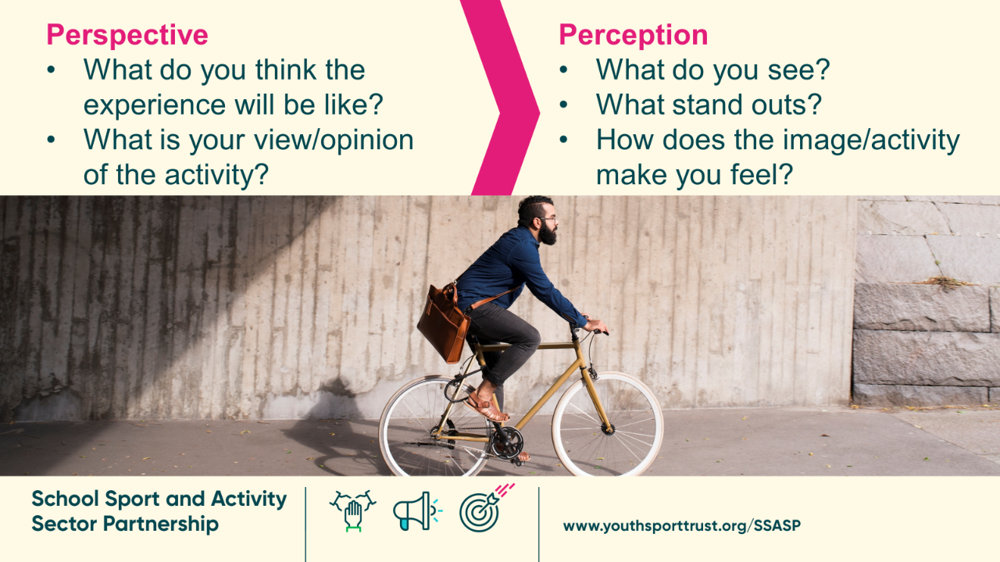 Perspective
• What do you think the
experience will be like?
• What is your view/opinion
of the activity?
Perception
• What do you see?
• What stand outs?
• How does the image/activity
make you feel?
School Sport and Activity
Sector Partnership
www.youthsporttrust.org/SSASP